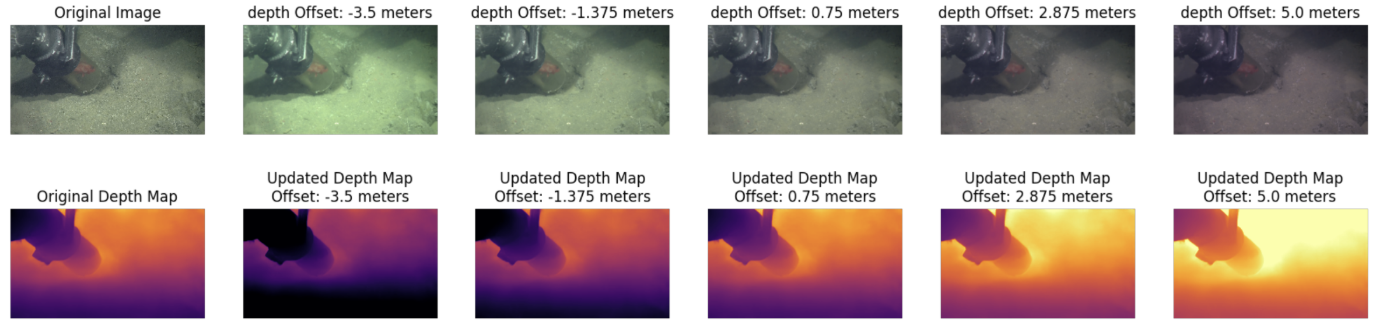 Original Image
depth Offset: -3.5 meters
depth Offset: -1.375 meters
depth Offset: 0.75 meters
depth Offset: 2.875 meters
depth Offset: 5.0 meters
Original Depth Map
Updated Depth Map
Offset: -3.5 meters
Updated Depth Map
Offset: -1.375 meters
Updated Depth Map
Offset: 0.75 meters
Updated Depth Map
Offset: 2.875 meters
Updated Depth Map
Offset: 5.0 meters